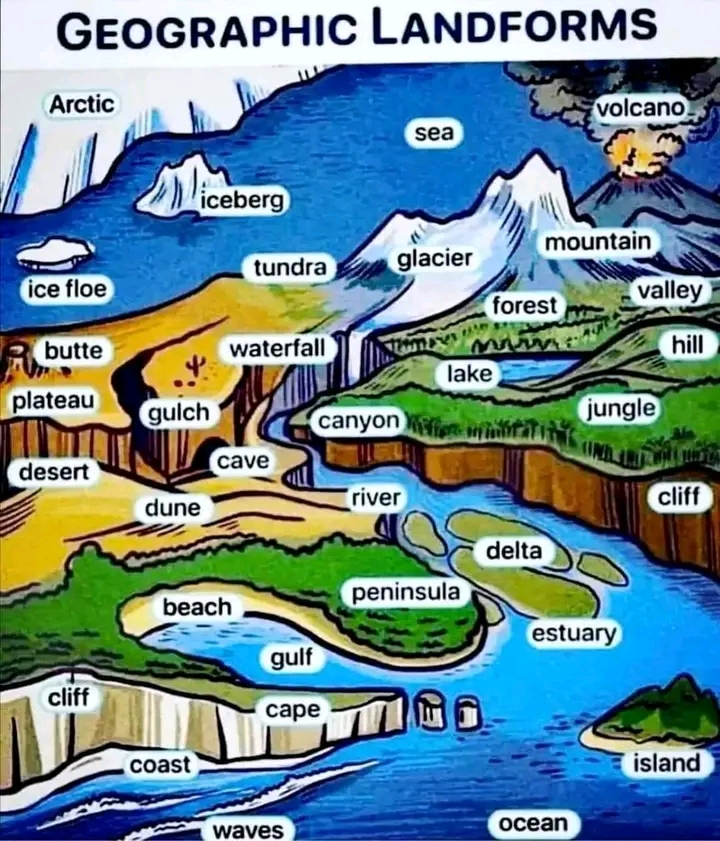 GEOGRAPHIC LANDFORMS
Arctic
volcano
sea
iceberg
mountain
glacier
tundra
ice floe
valley
forest
butte
waterfall
hill
lake
plateau
gulch
canyon
jungle
cave
desert
dune
river
cliff
delta
peninsula
beach
estuary
gulf
cliff
cape
coast
island
waves
ocean